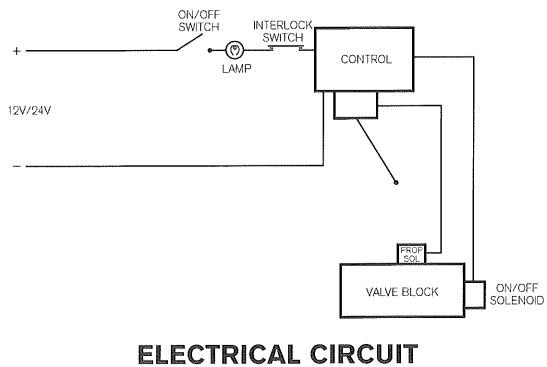 ON/OFF
SWITCH
INTERLOCK
SWITCH
+
LAMP
CONTROL
12V/24V
–
PROP
SOL
VALVE BLOCK
ON/OFF
SOLENOID
ELECTRICAL CIRCUIT